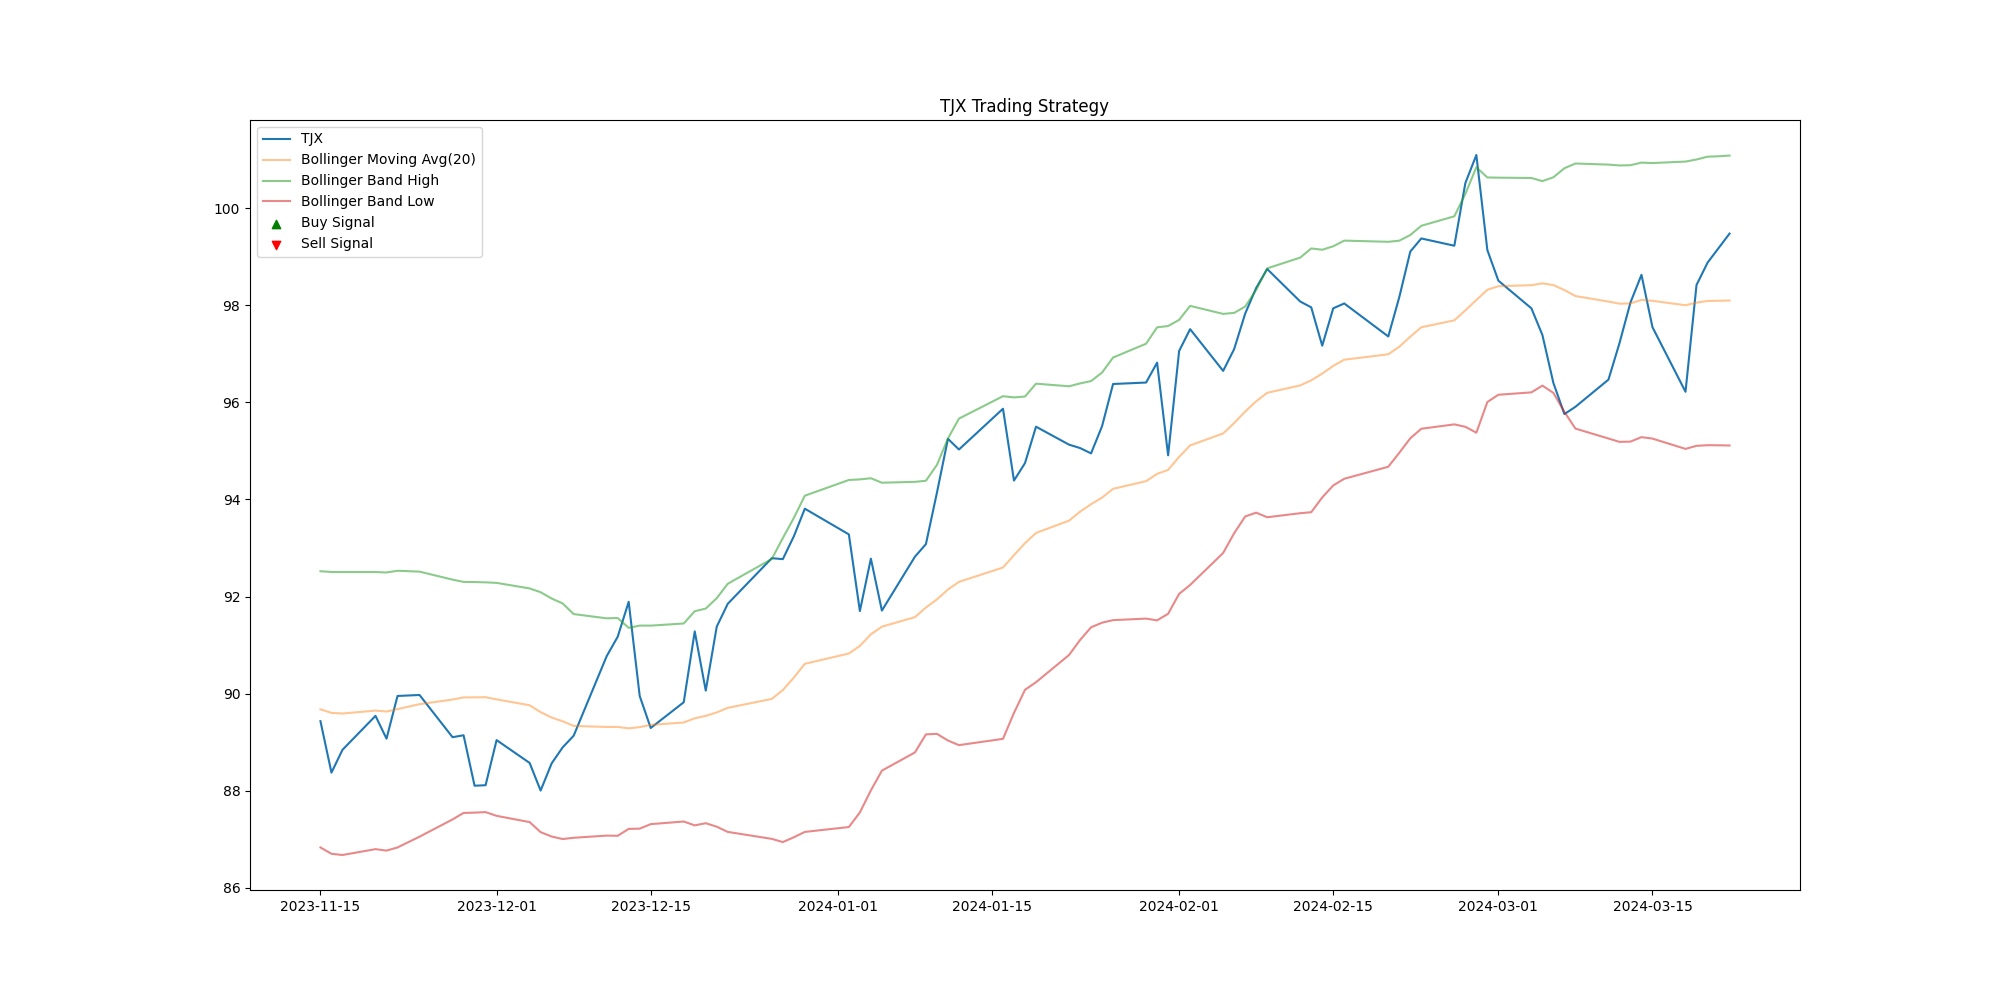 TJX Trading Strategy
TJX
Bollinger Moving Avg(20)
Bollinger Band High
Bollinger Band Low
Buy Signal
Sell Signal
100
98
96
94
92
90
88
86
2023-11-15 2023-12-01 2023-12-15 2024-01-01 2024-01-15 2024-02-01 2024-02-15 2024-03-01 2024-03-15